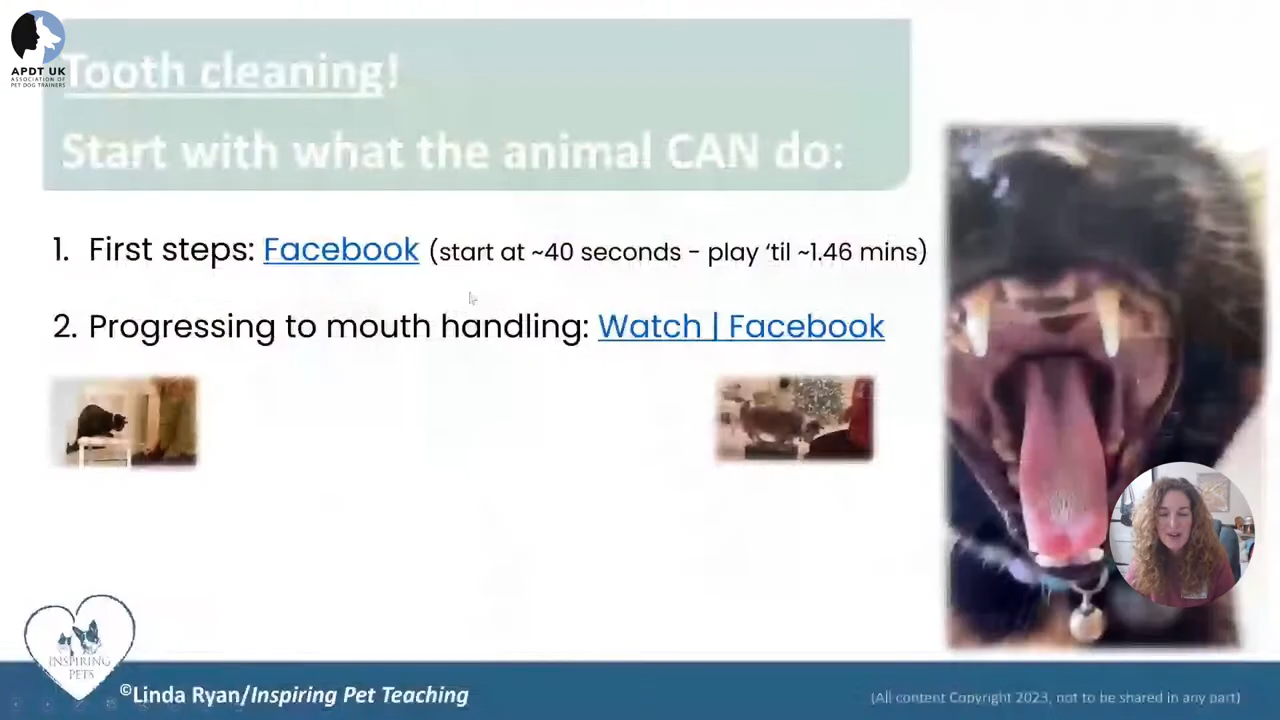 APDT UK
ASSOCIATION OF
PET DOG TRAINERS
Tooth cleaning!
Start with what the animal CAN do:
1. First steps: Facebook (start at ~40 seconds – play ‘til ~1.46 mins)
2. Progressing to mouth handling: Watch | Facebook
INSPIRING
PETS
©Linda Ryan/Inspiring Pet Teaching
(All content Copyright 2023, not to be shared in any part)